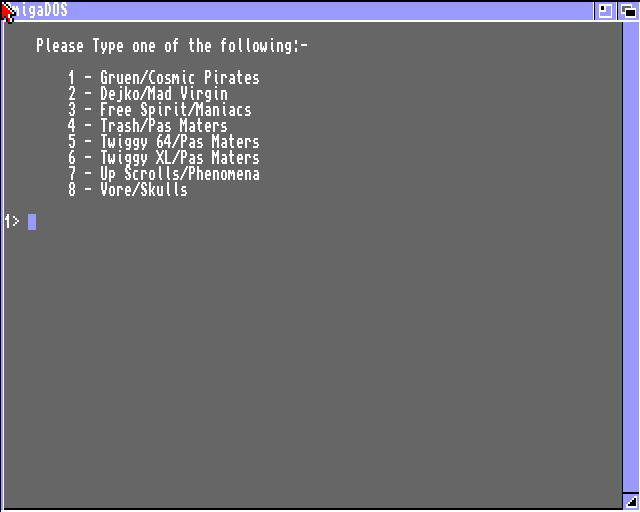 migaDOS
Please Type one of the following:-
1 - Gruen/Cosmic Pirates
2 - Dejko/Mad Virgin
3 - Free Spirit/Maniacs
4 - Trash/Pas Maters
5 - Twiggy 64/Pas Maters
6 - Twiggy XL/Pas Maters
7 - Up Scrolls/Phenomena
8 - Vore/Skulls
1>